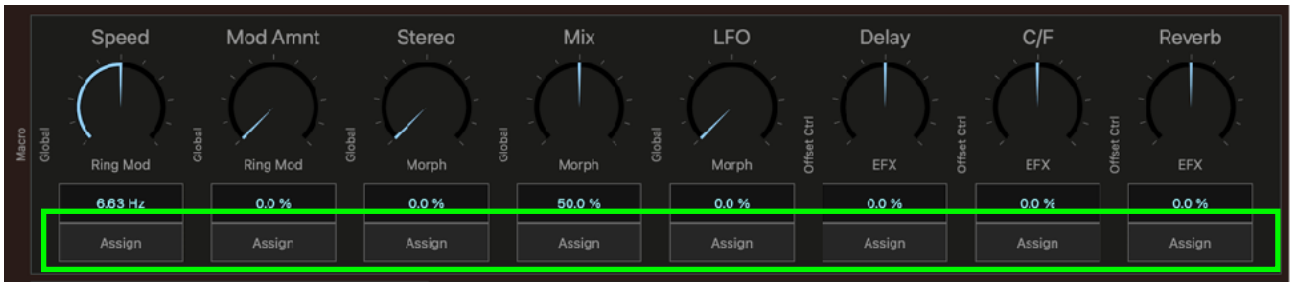 Speed Mod Amnt Stereo Mix LFO Delay C/F Reverb
Macro
Global Global Global Global Global Offset Ctrl Offset Ctrl Offset Ctrl
Ring Mod Ring Mod Morph Morph Morph EFX EFX EFX
6.63 Hz 0.0 % 0.0 % 50.0 % 0.0 % 0.0 % 0.0 % 0.0 %
Assign Assign Assign Assign Assign Assign Assign Assign